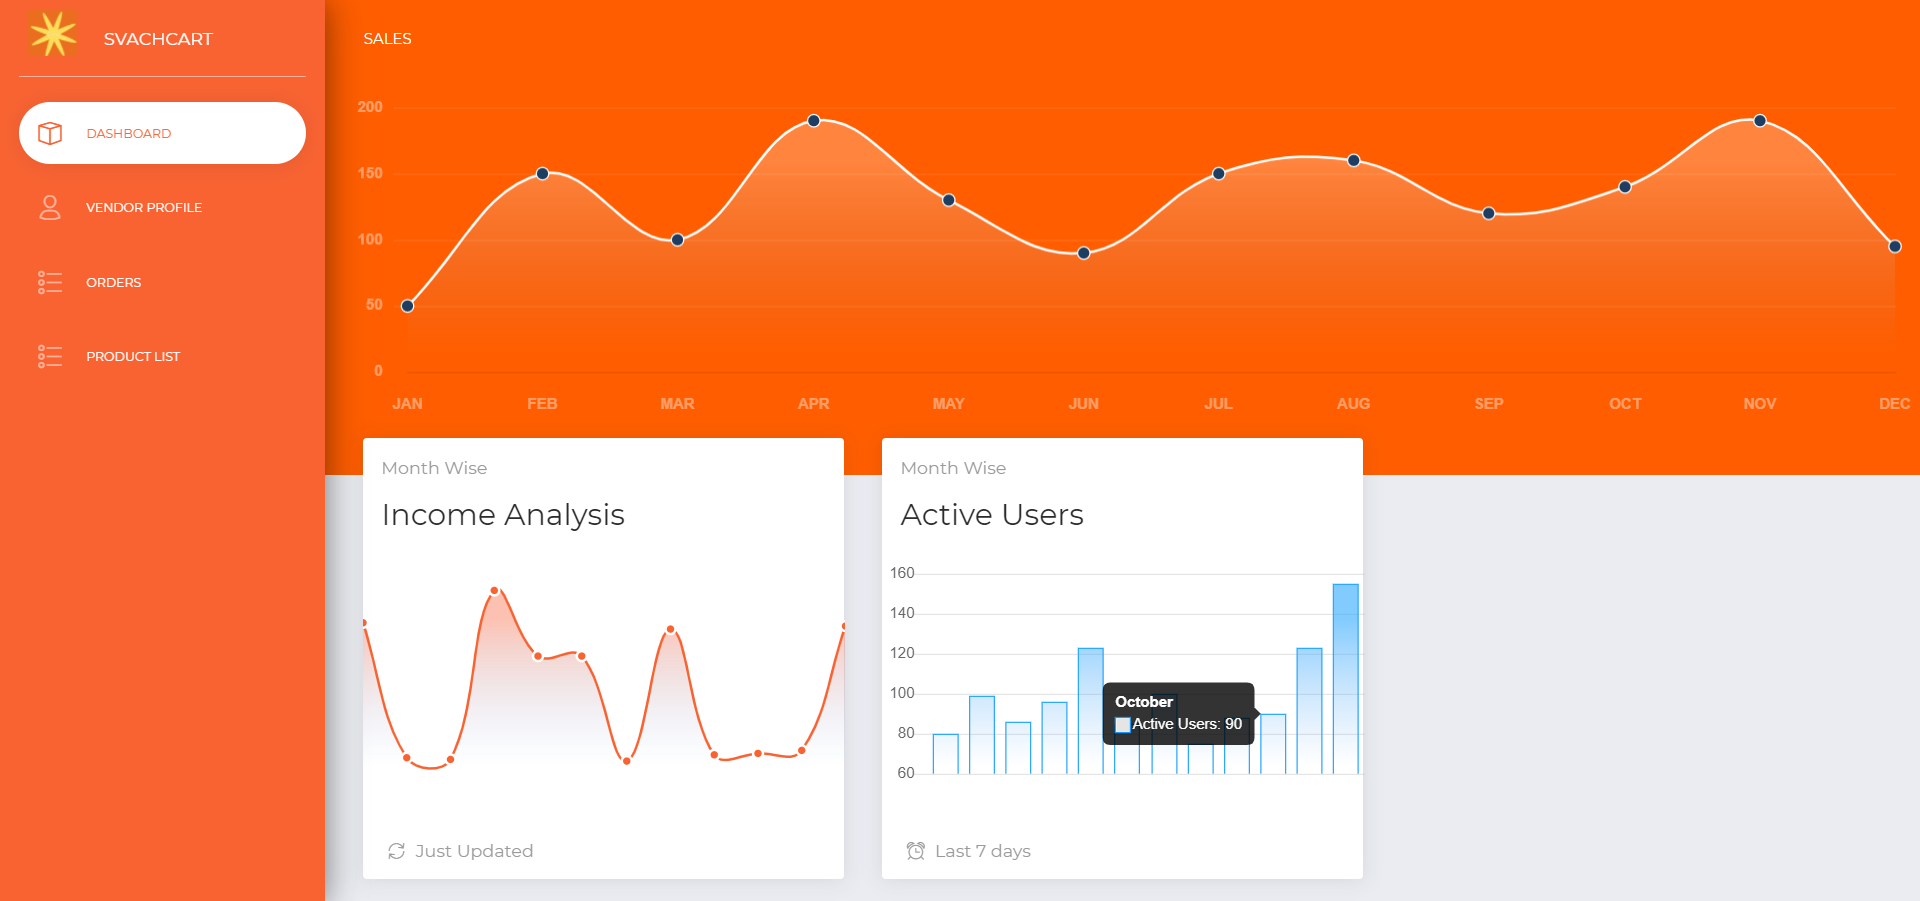 SVACHCART
DASHBOARD
VENDOR PROFILE
ORDERS
PRODUCT LIST
SALES
200
150
100
50
0
JAN FEB MAR APR MAY JUN JUL AUG SEP OCT NOV DEC
Month Wise
Income Analysis
Just Updated
Month Wise
Active Users
160
140
120
100
80
60
October
Active Users: 90
Last 7 days